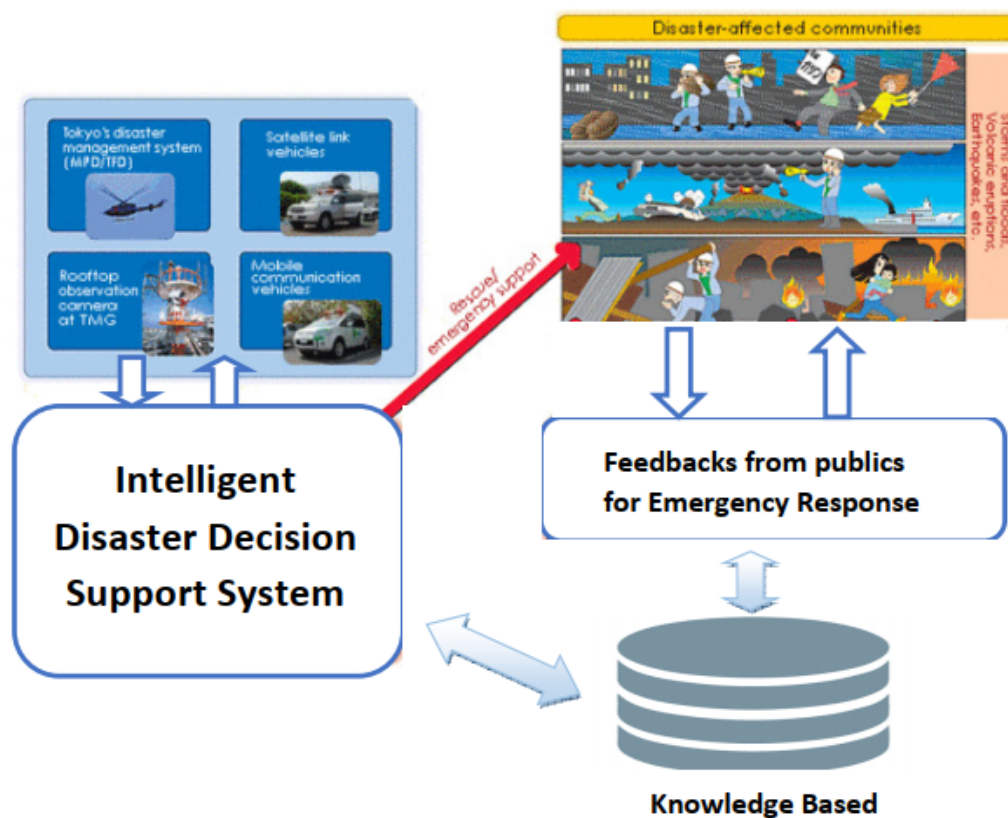 Disaster-affected communities
Tokyo's disaster
management system
(MPD/TFD)
Satellite link
vehicles
Rooftop
observation
camera
at TMG
Mobile
communication
vehicles
Rescue/
emergency support
Storms and floods,
Volcanic eruptions,
Earthquakes, etc.
Intelligent
Disaster Decision
Support System
Feedbacks from publics
for Emergency Response
Knowledge Based